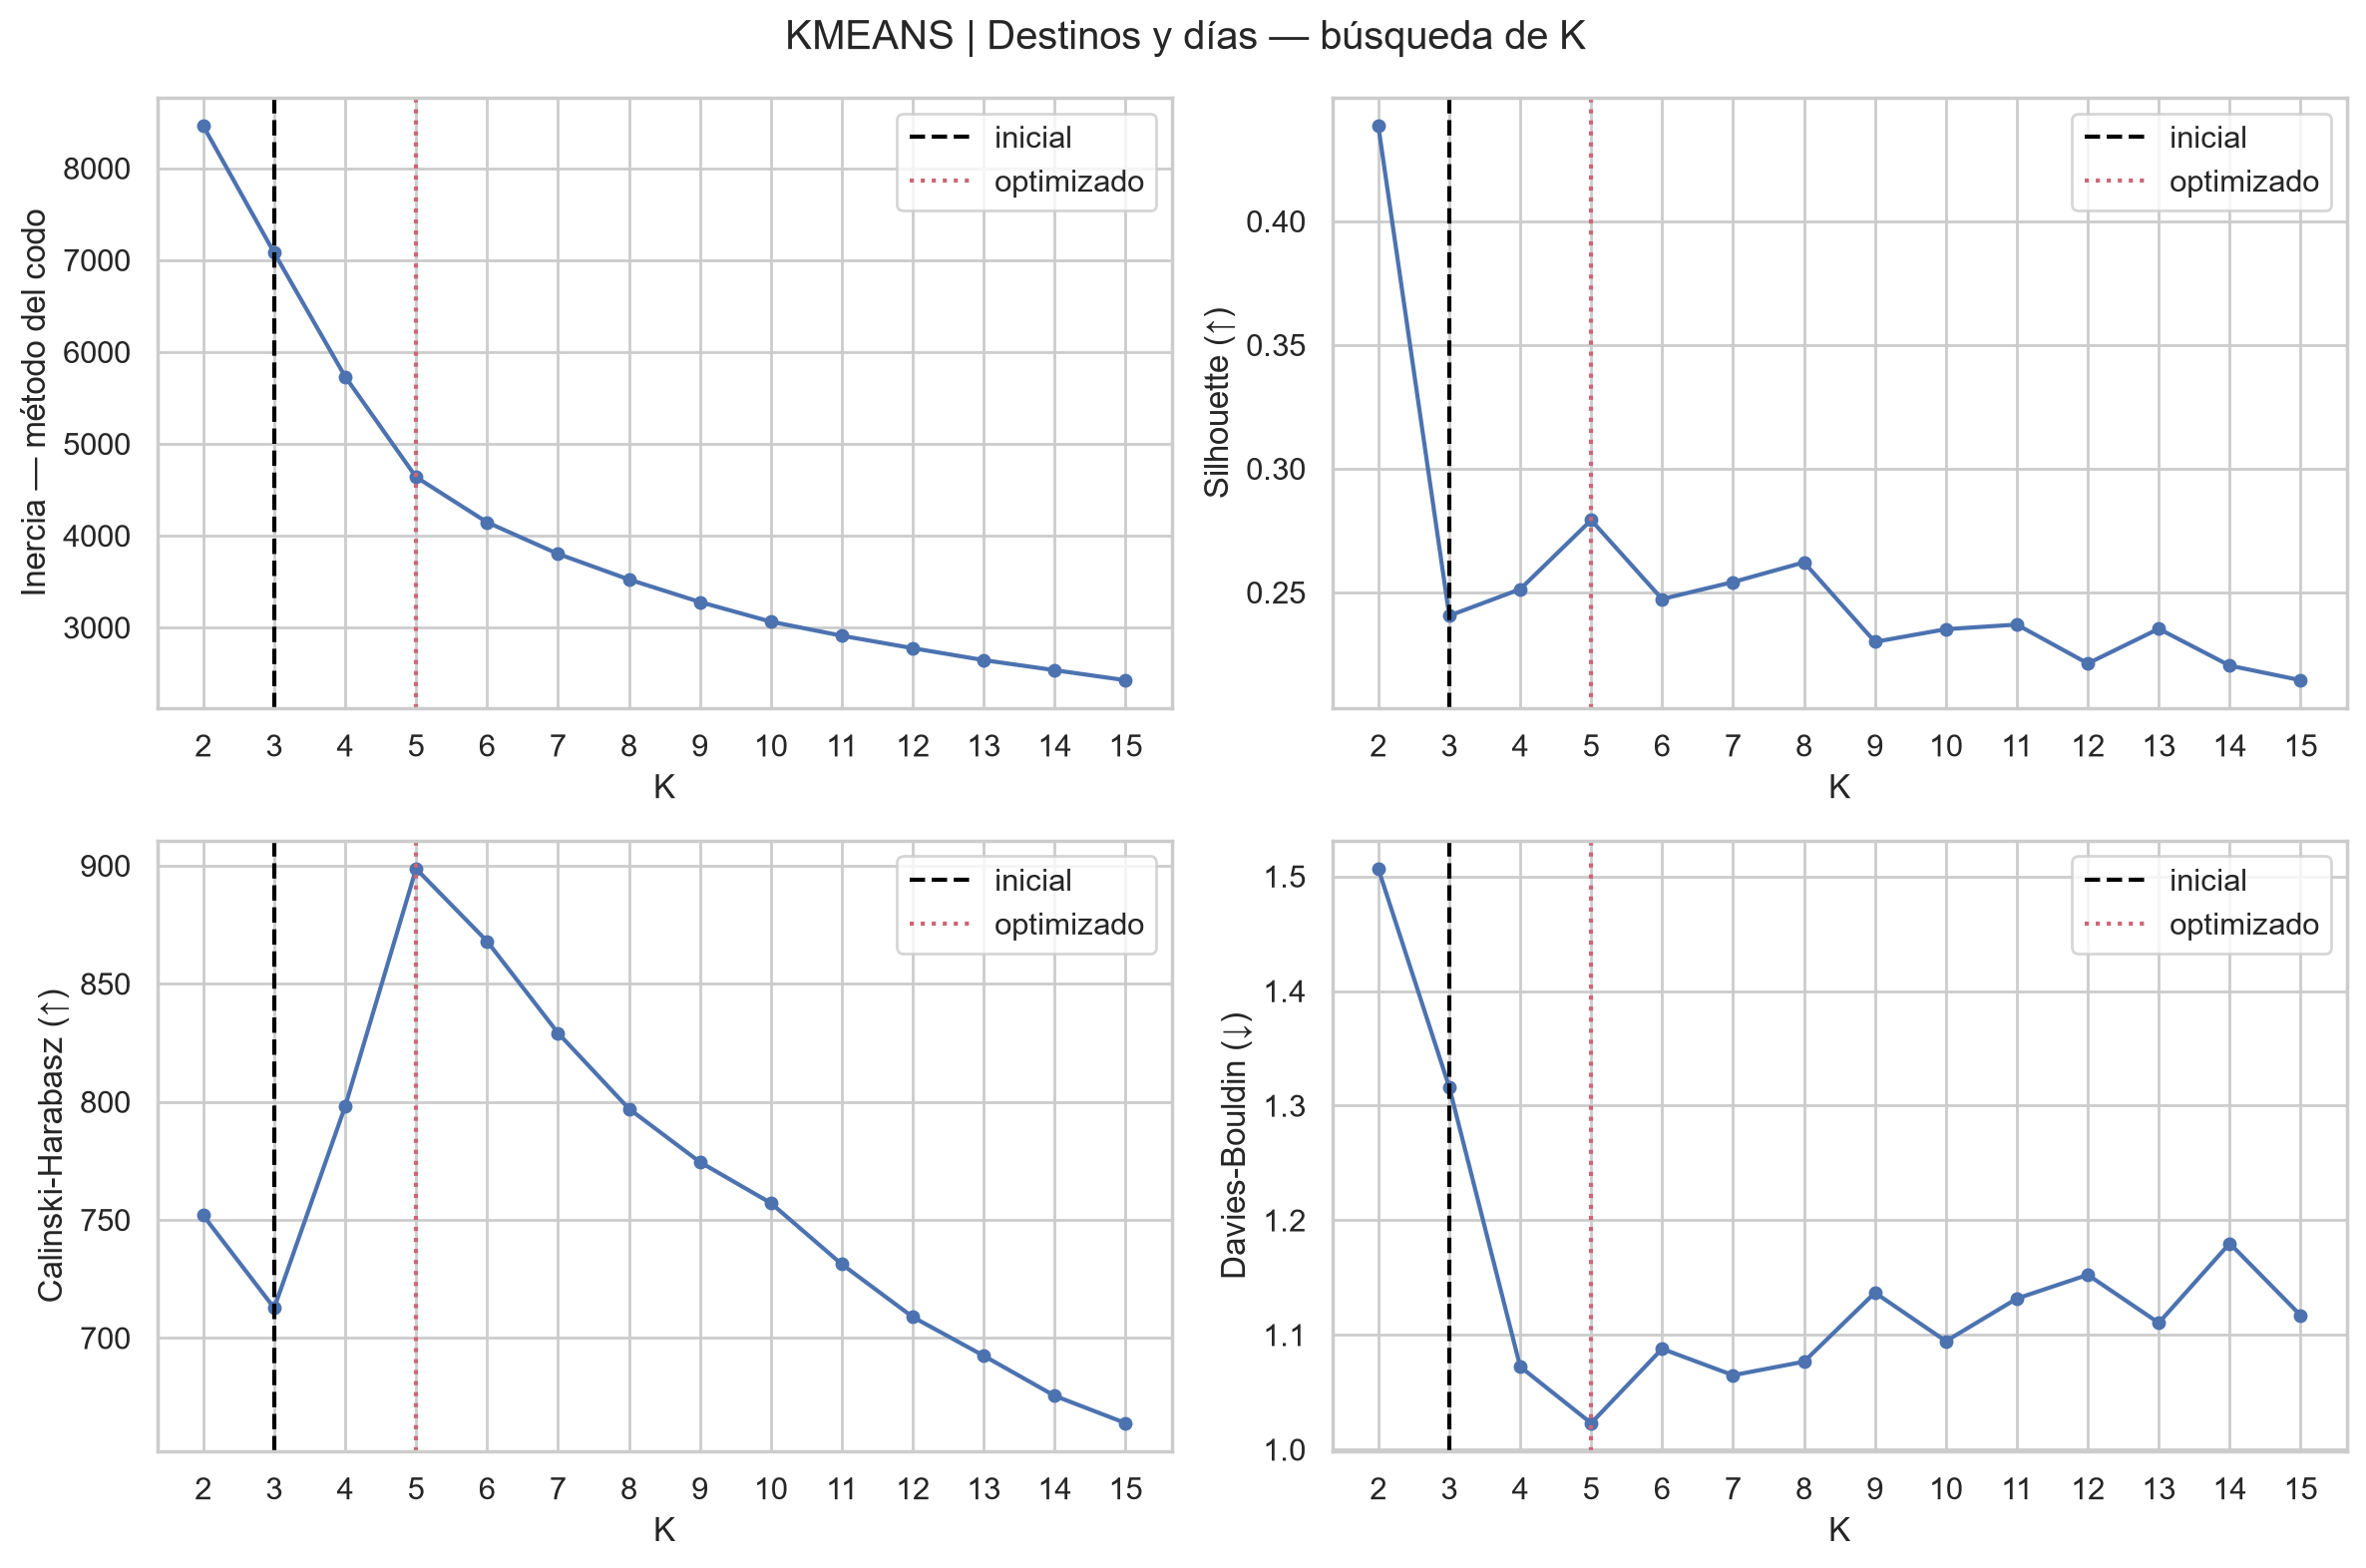 KMEANS | Destinos y días — búsqueda de K
Inercia — método del codo
8000
7000
6000
5000
4000
3000
inicial
optimizado
2 3 4 5 6 7 8 9 10 11 12 13 14 15
K
Silhouette (↑)
0.40
0.35
0.30
0.25
inicial
optimizado
2 3 4 5 6 7 8 9 10 11 12 13 14 15
K
Calinski-Harabasz (↑)
900
850
800
750
700
inicial
optimizado
2 3 4 5 6 7 8 9 10 11 12 13 14 15
K
Davies-Bouldin (↓)
1.5
1.4
1.3
1.2
1.1
1.0
inicial
optimizado
2 3 4 5 6 7 8 9 10 11 12 13 14 15
K